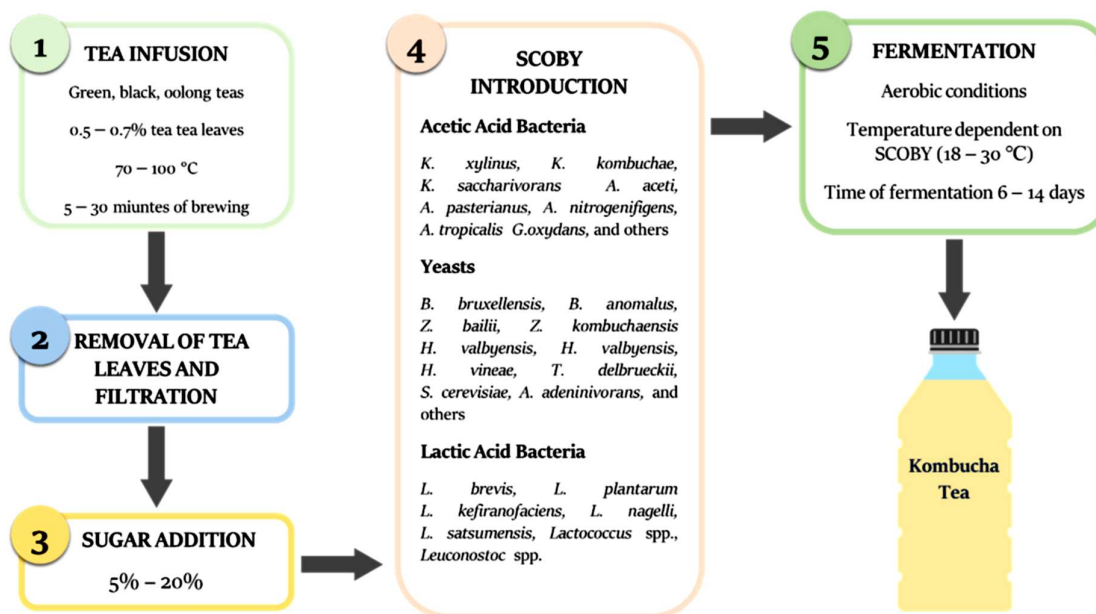 1
TEA INFUSION
Green, black, oolong teas
0.5 – 0.7% tea tea leaves
70 – 100 °C
5 – 30 miuntes of brewing
2
REMOVAL OF TEA
LEAVES AND
FILTRATION
3
SUGAR ADDITION
5% – 20%
4
SCOBY
INTRODUCTION
Acetic Acid Bacteria
K. xylinus, K. kombuchae,
K. saccharivorans A. aceti,
A. pasterianus, A. nitrogenifigens,
A. tropicalis G.oxydans, and others
Yeasts
B. bruxellensis, B. anomalus,
Z. bailii, Z. kombuchaensis
H. valbyensis, H. valbyensis,
H. vineae, T. delbrueckii,
S. cerevisiae, A. adeninivorans, and
others
Lactic Acid Bacteria
L. brevis, L. plantarum
L. kefiranofaciens, L. nagelli,
L. satsumensis, Lactococcus spp.,
Leuconostoc spp.
5
FERMENTATION
Aerobic conditions
Temperature dependent on
SCOBY (18 – 30 °C)
Time of fermentation 6 – 14 days
Kombucha
Tea